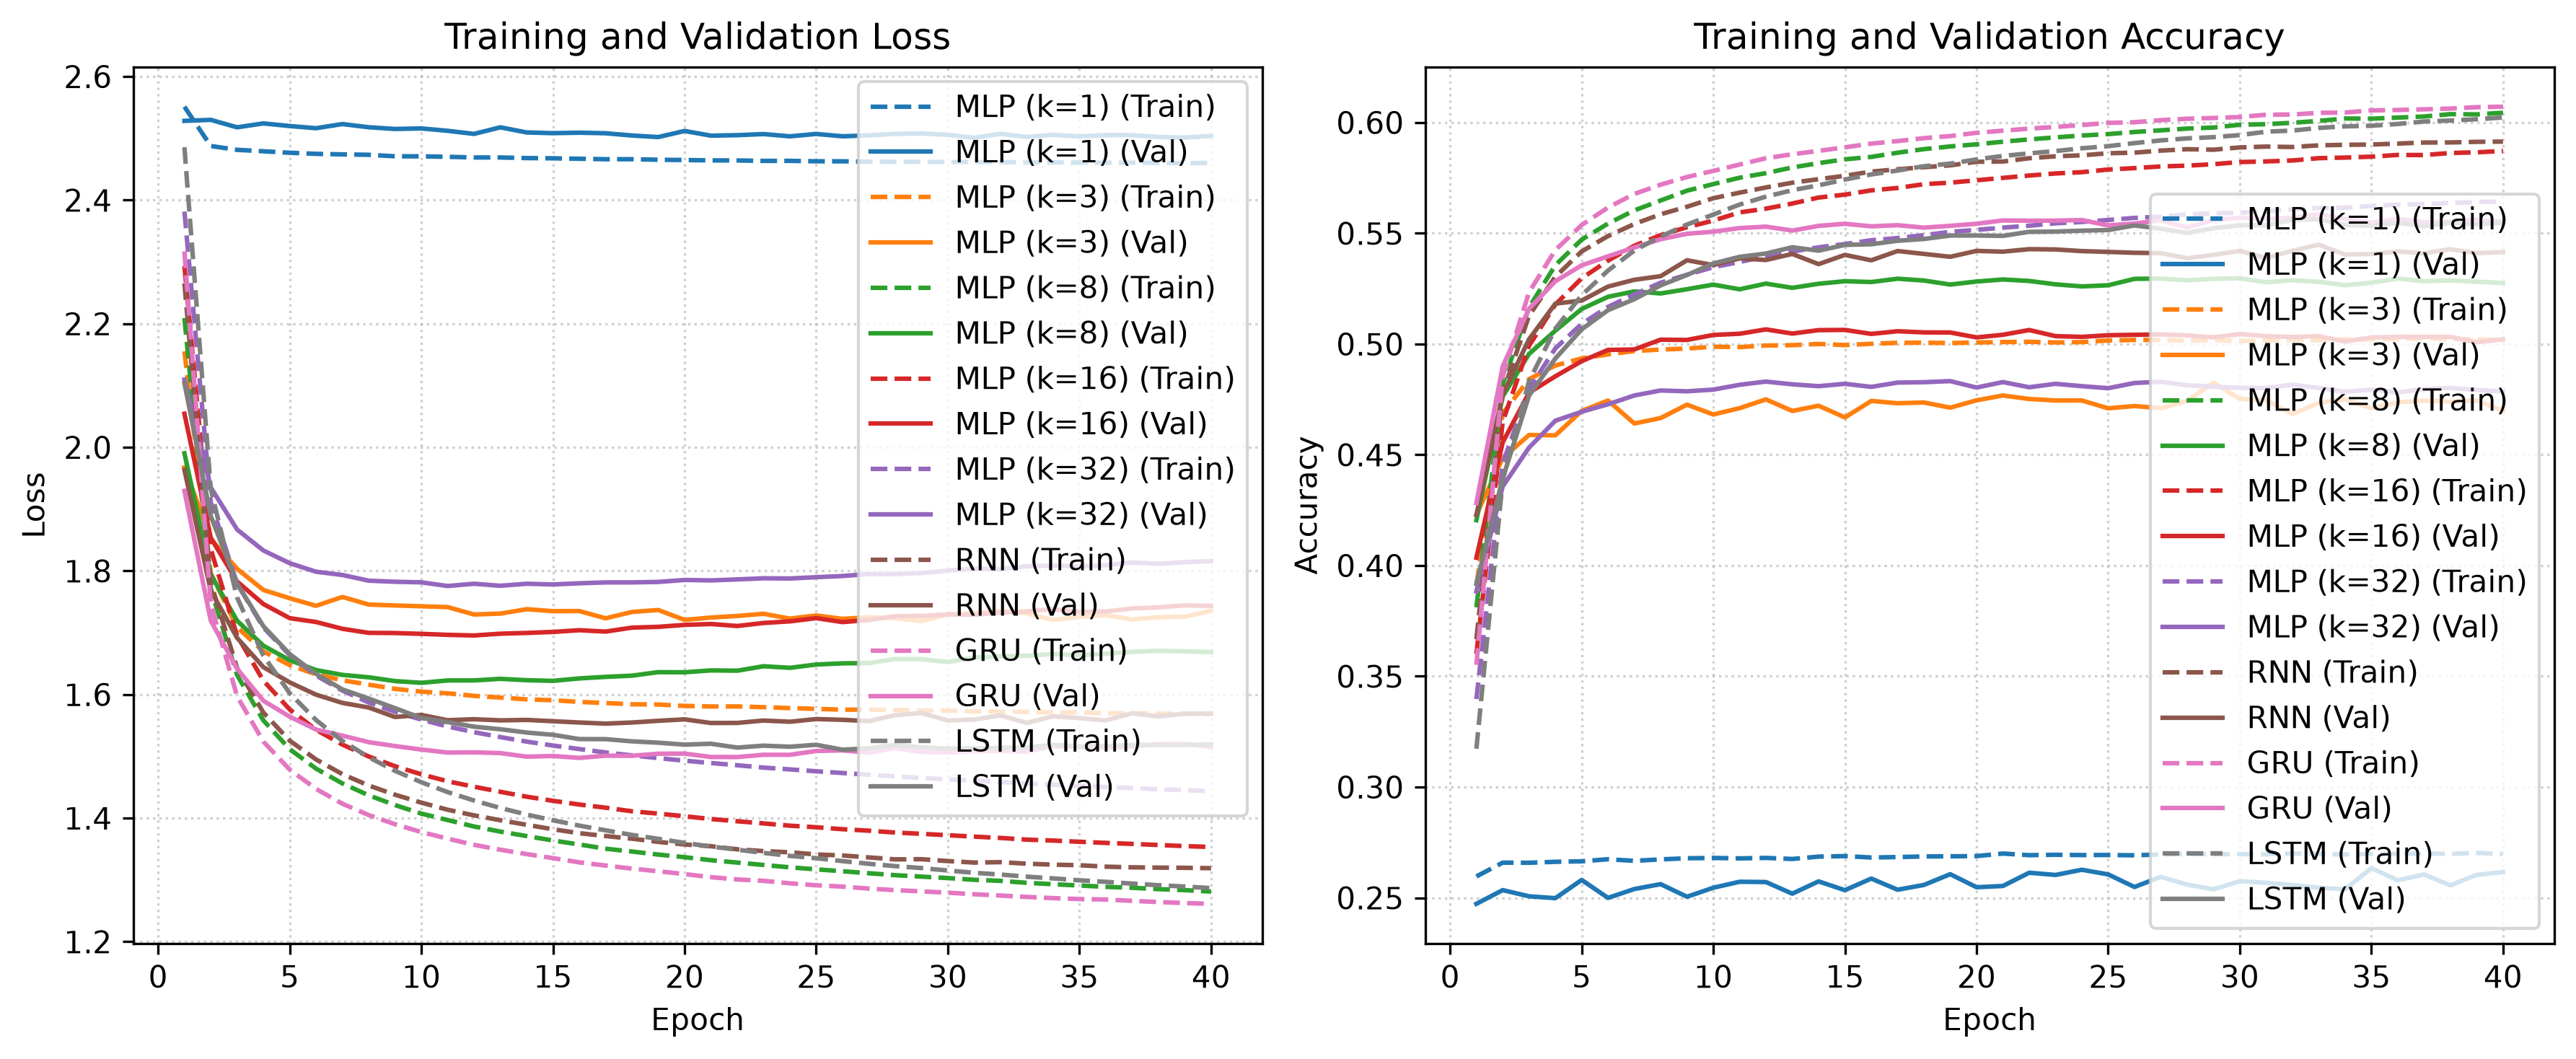 Training and Validation Loss
2.6
2.4
2.2
2.0
1.8
1.6
1.4
1.2
Loss
0
5
10
15
20
25
30
35
40
Epoch
MLP (k=1) (Train)
MLP (k=1) (Val)
MLP (k=3) (Train)
MLP (k=3) (Val)
MLP (k=8) (Train)
MLP (k=8) (Val)
MLP (k=16) (Train)
MLP (k=16) (Val)
MLP (k=32) (Train)
MLP (k=32) (Val)
RNN (Train)
RNN (Val)
GRU (Train)
GRU (Val)
LSTM (Train)
LSTM (Val)
Training and Validation Accuracy
0.60
0.55
0.50
0.45
0.40
0.35
0.30
0.25
Accuracy
0
5
10
15
20
25
30
35
40
Epoch
MLP (k=1) (Train)
MLP (k=1) (Val)
MLP (k=3) (Train)
MLP (k=3) (Val)
MLP (k=8) (Train)
MLP (k=8) (Val)
MLP (k=16) (Train)
MLP (k=16) (Val)
MLP (k=32) (Train)
MLP (k=32) (Val)
RNN (Train)
RNN (Val)
GRU (Train)
GRU (Val)
LSTM (Train)
LSTM (Val)